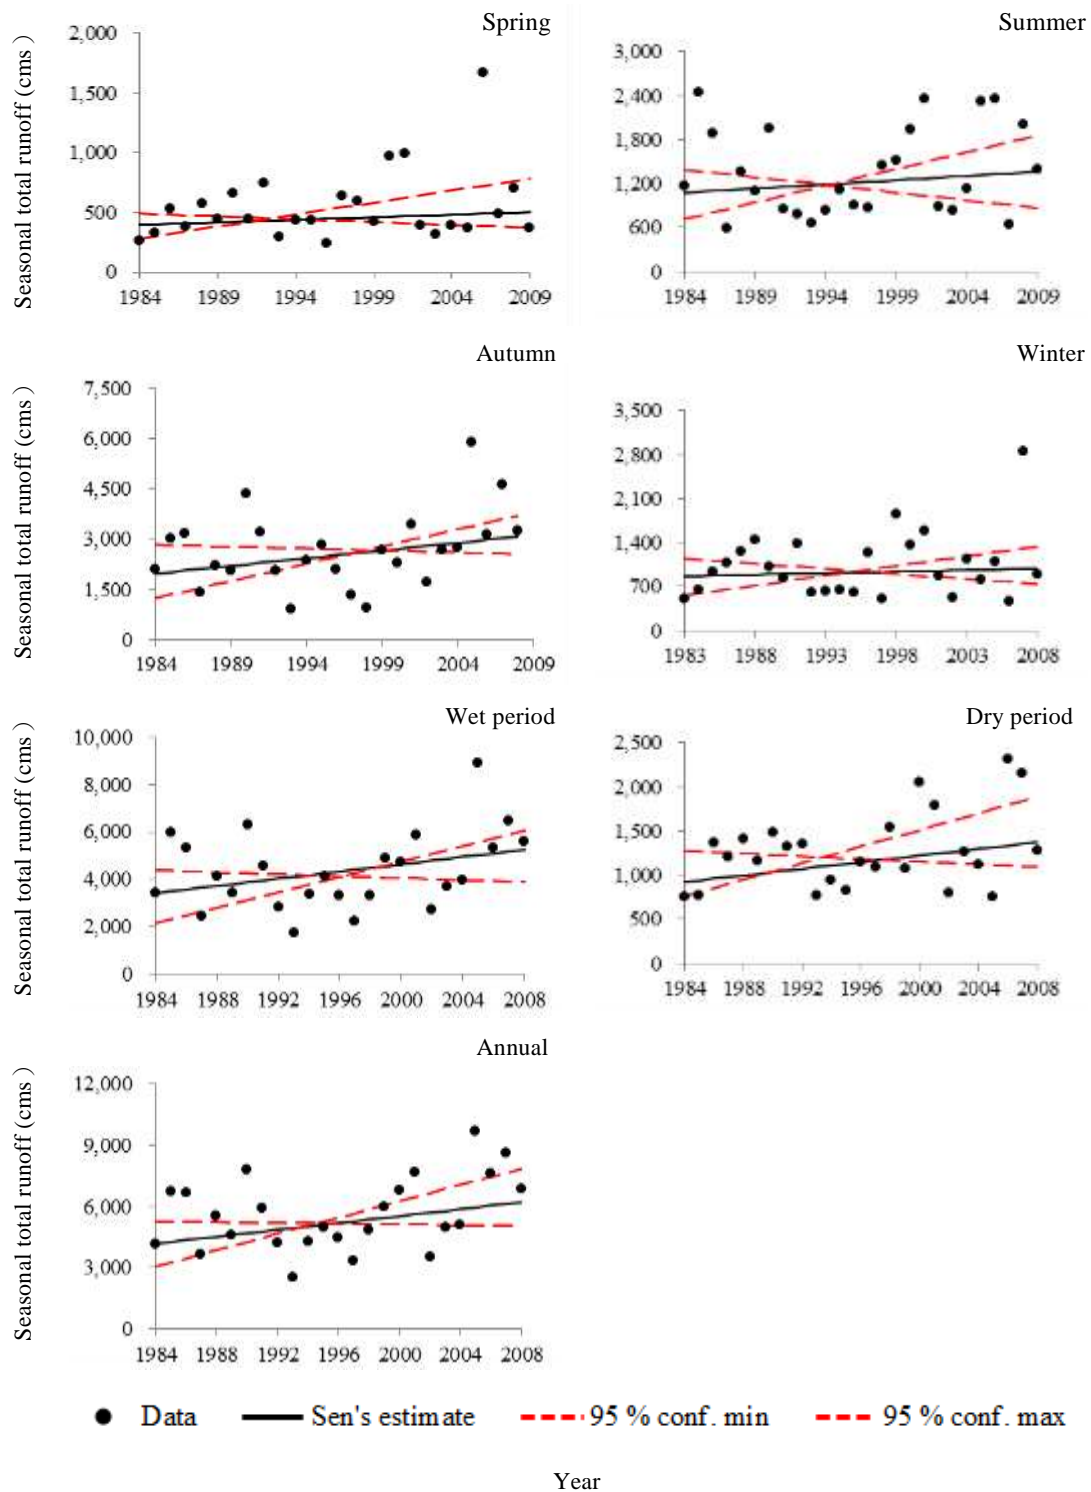 Spring
Seasonal total runoff (cms)
2,000
1,500
1,000
500
0
1984 1989 1994 1999 2004 2009
Summer
3,000
2,400
1,800
1,200
600
0
1984 1989 1994 1999 2004 2009
Autumn
Seasonal total runoff (cms)
7,500
6,000
4,500
3,000
1,500
0
1984 1989 1994 1999 2004 2009
Winter
3,500
2,800
2,100
1,400
700
0
1983 1988 1993 1998 2003 2008
Wet period
Seasonal total runoff (cms)
10,000
8,000
6,000
4,000
2,000
0
1984 1988 1992 1996 2000 2004 2008
Dry period
2,500
2,000
1,500
1,000
500
0
1984 1988 1992 1996 2000 2004 2008
Annual
Seasonal total runoff (cms)
12,000
9,000
6,000
3,000
0
1984 1988 1992 1996 2000 2004 2008
Data Sen's estimate 95 % conf. min 95 % conf. max
Year